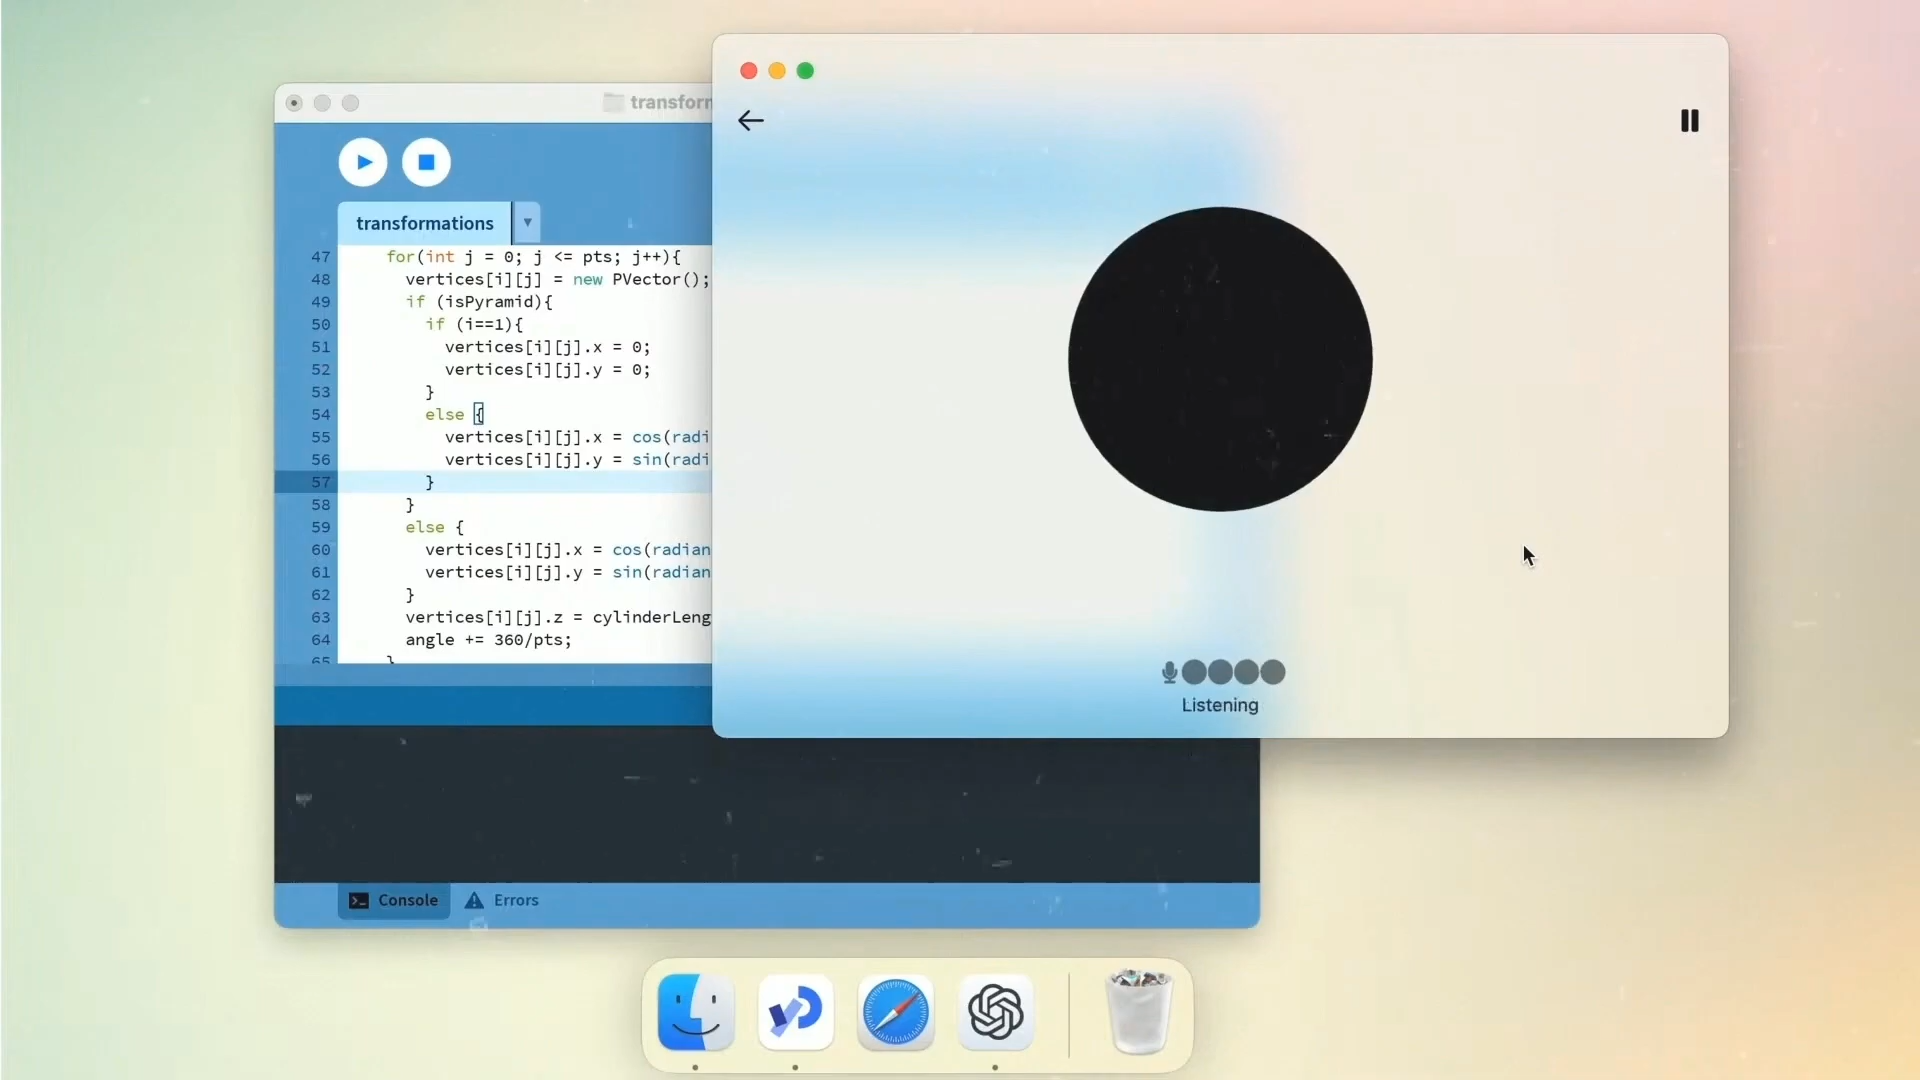 transform
transformations
47 for(int j = 0; j <= pts; j++){
48 vertices[i][j] = new PVector();
49 if (isPyramid){
50 if (i==1){
51 vertices[i][j].x = 0;
52 vertices[i][j].y = 0;
53 }
54 else {
55 vertices[i][j].x = cos(radi
56 vertices[i][j].y = sin(radi
57 }
58 }
59 else {
60 vertices[i][j].x = cos(radian
61 vertices[i][j].y = sin(radian
62 }
63 vertices[i][j].z = cylinderLeng
64 angle += 360/pts;
65 }
Listening
Console
Errors